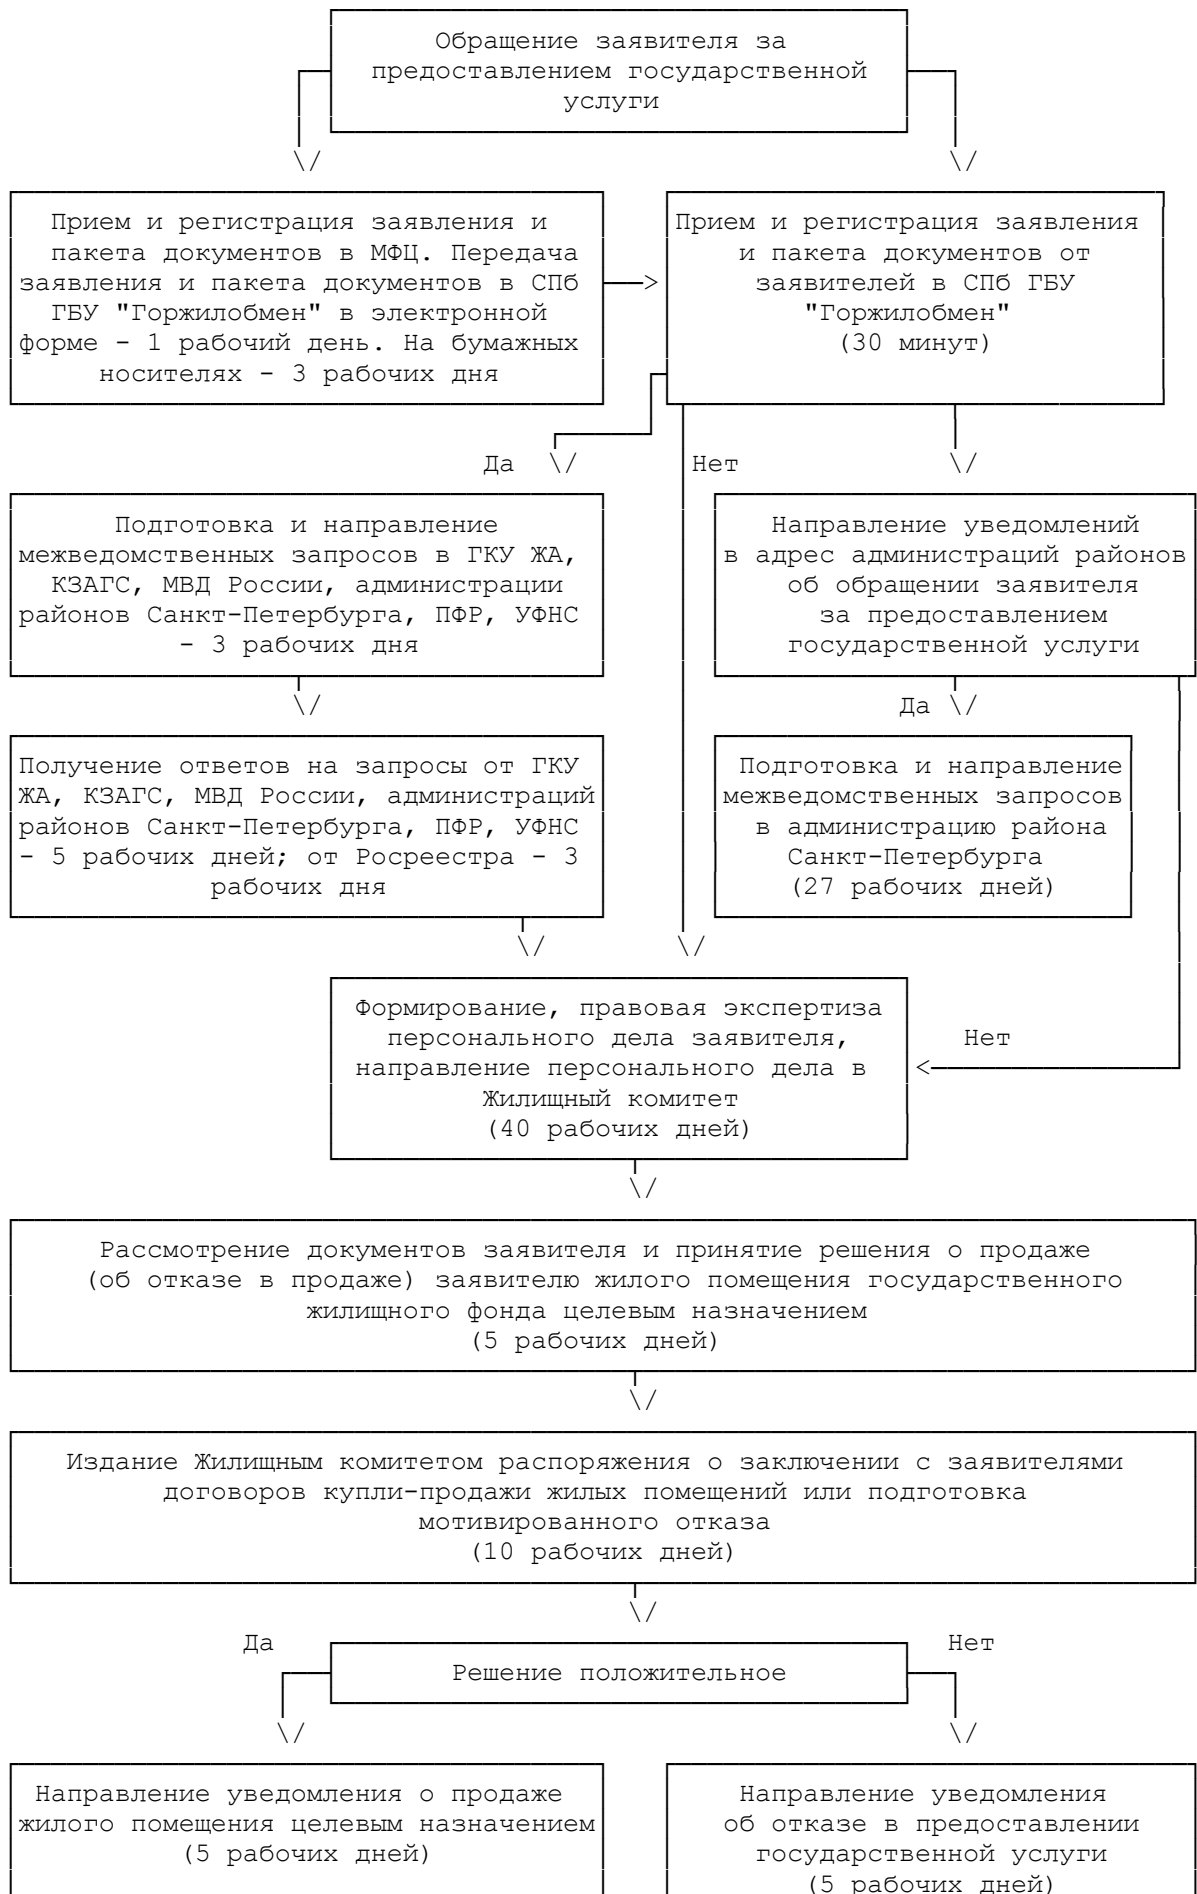 Обращение заявителя за
предоставлением государственной
услуги
Прием и регистрация заявления и
пакета документов в МФЦ. Передача
заявления и пакета документов в СПб
ГБУ "Горжилобмен" в электронной
форме - 1 рабочий день. На бумажных
носителях - 3 рабочих дня
Прием и регистрация заявления
и пакета документов от
заявителей в СПб ГБУ
"Горжилобмен"
(30 минут)
Да
Нет
Подготовка и направление
межведомственных запросов в ГКУ ЖА,
КЗАГС, МВД России, администрации
районов Санкт-Петербурга, ПФР, УФНС
- 3 рабочих дня
Направление уведомлений
в адрес администраций районов
об обращении заявителя
за предоставлением
государственной услуги
Да
Получение ответов на запросы от ГКУ
ЖА, КЗАГС, МВД России, администраций
районов Санкт-Петербурга, ПФР, УФНС
- 5 рабочих дней; от Росреестра - 3
рабочих дня
Подготовка и направление
межведомственных запросов
в администрацию района
Санкт-Петербурга
(27 рабочих дней)
Формирование, правовая экспертиза
персонального дела заявителя,
направление персонального дела в
Жилищный комитет
(40 рабочих дней)
Нет
Рассмотрение документов заявителя и принятие решения о продаже
(об отказе в продаже) заявителю жилого помещения государственного
жилищного фонда целевым назначением
(5 рабочих дней)
Издание Жилищным комитетом распоряжения о заключении с заявителями
договоров купли-продажи жилых помещений или подготовка
мотивированного отказа
(10 рабочих дней)
Да
Решение положительное
Нет
Направление уведомления о продаже
жилого помещения целевым назначением
(5 рабочих дней)
Направление уведомления
об отказе в предоставлении
государственной услуги
(5 рабочих дней)